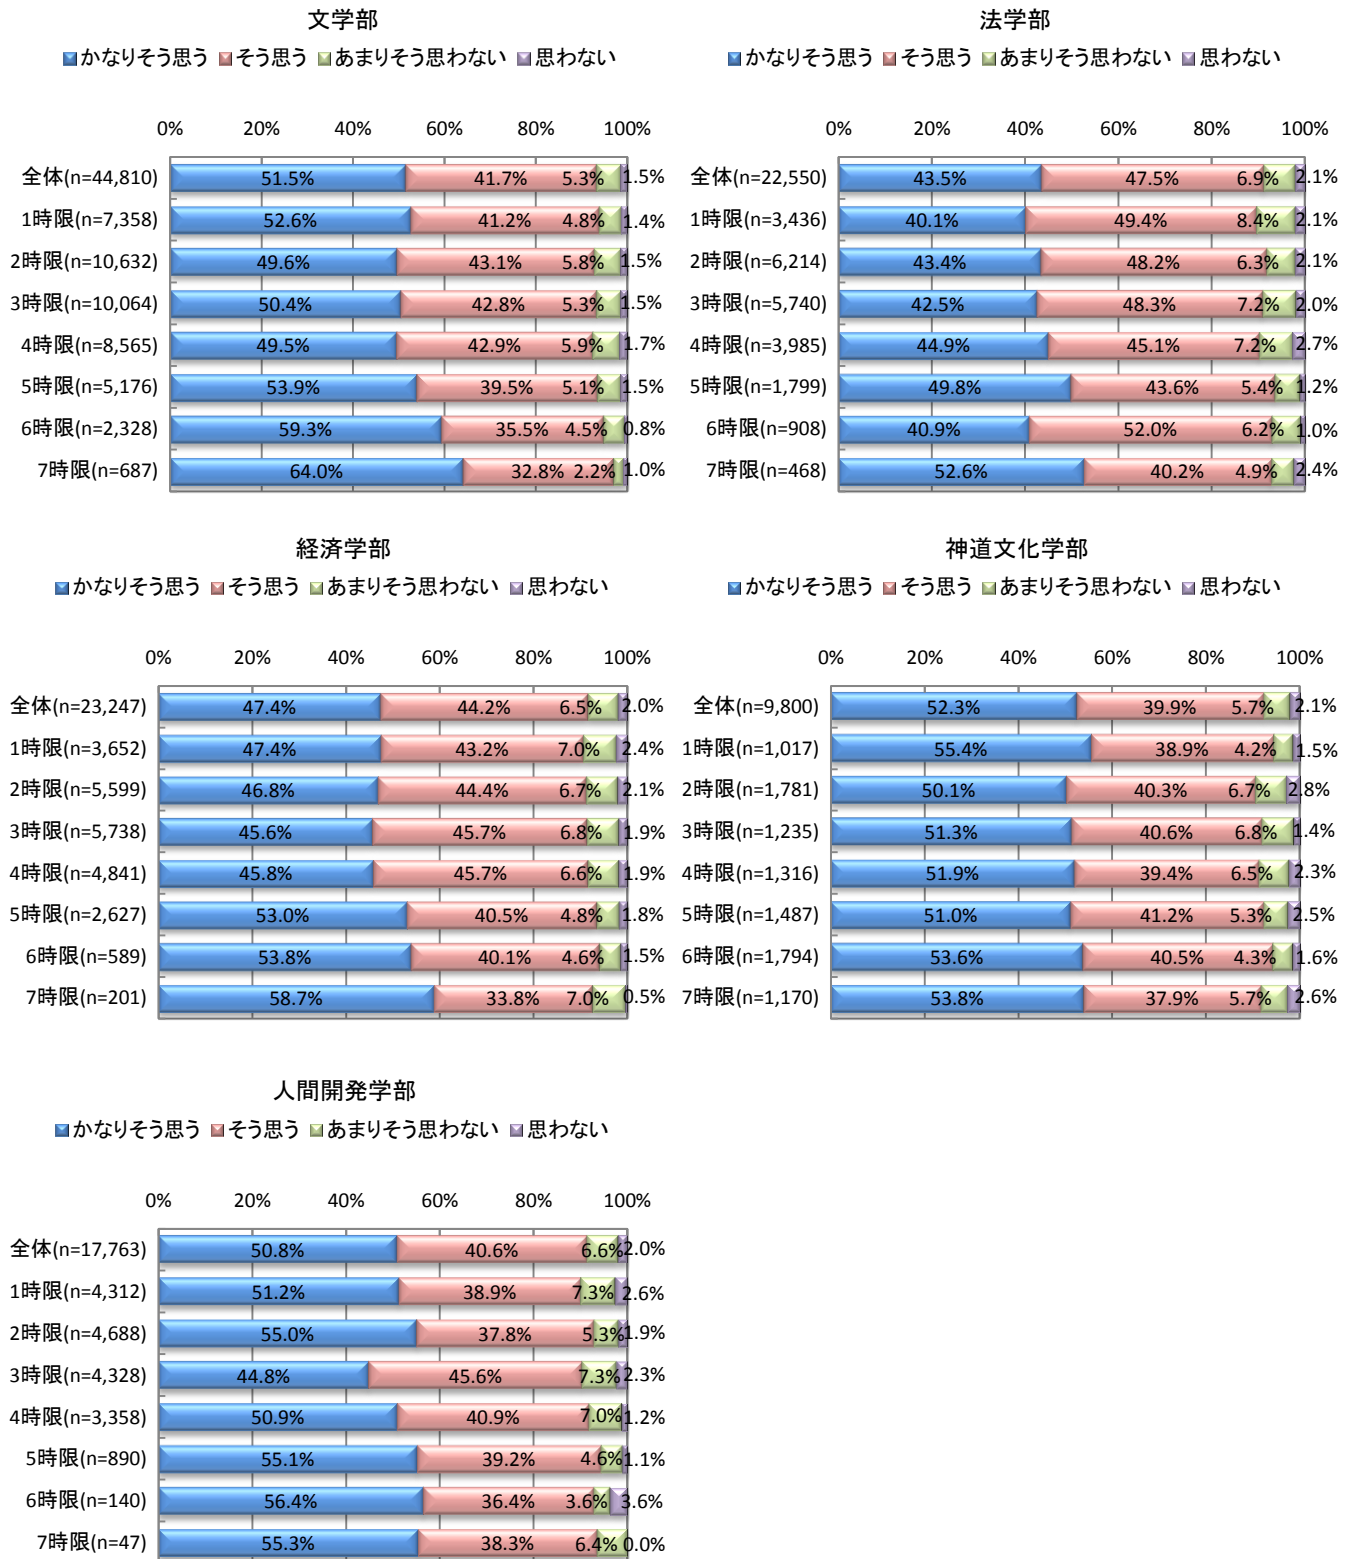 文学部
かなりそう思う そう思う あまりそう思わない 思わない
0% 20% 40% 60% 80% 100%
全体(n=44,810) 51.5% 41.7% 5.3% 1.5%
1時限(n=7,358) 52.6% 41.2% 4.8% 1.4%
2時限(n=10,632) 49.6% 43.1% 5.8% 1.5%
3時限(n=10,064) 50.4% 42.8% 5.3% 1.5%
4時限(n=8,565) 49.5% 42.9% 5.9% 1.7%
5時限(n=5,176) 53.9% 39.5% 5.1% 1.5%
6時限(n=2,328) 59.3% 35.5% 4.5% 0.8%
7時限(n=687) 64.0% 32.8% 2.2% 1.0%
法学部
かなりそう思う そう思う あまりそう思わない 思わない
0% 20% 40% 60% 80% 100%
全体(n=22,550) 43.5% 47.5% 6.9% 2.1%
1時限(n=3,436) 40.1% 49.4% 8.4% 2.1%
2時限(n=6,214) 43.4% 48.2% 6.3% 2.1%
3時限(n=5,740) 42.5% 48.3% 7.2% 2.0%
4時限(n=3,985) 44.9% 45.1% 7.2% 2.7%
5時限(n=1,799) 49.8% 43.6% 5.4% 1.2%
6時限(n=908) 40.9% 52.0% 6.2% 1.0%
7時限(n=468) 52.6% 40.2% 4.9% 2.4%
経済学部
かなりそう思う そう思う あまりそう思わない 思わない
0% 20% 40% 60% 80% 100%
全体(n=23,247) 47.4% 44.2% 6.5% 2.0%
1時限(n=3,652) 47.4% 43.2% 7.0% 2.4%
2時限(n=5,599) 46.8% 44.4% 6.7% 2.1%
3時限(n=5,738) 45.6% 45.7% 6.8% 1.9%
4時限(n=4,841) 45.8% 45.7% 6.6% 1.9%
5時限(n=2,627) 53.0% 40.5% 4.8% 1.8%
6時限(n=589) 53.8% 40.1% 4.6% 1.5%
7時限(n=201) 58.7% 33.8% 7.0% 0.5%
神道文化学部
かなりそう思う そう思う あまりそう思わない 思わない
0% 20% 40% 60% 80% 100%
全体(n=9,800) 52.3% 39.9% 5.7% 2.1%
1時限(n=1,017) 55.4% 38.9% 4.2% 1.5%
2時限(n=1,781) 50.1% 40.3% 6.7% 2.8%
3時限(n=1,235) 51.3% 40.6% 6.8% 1.4%
4時限(n=1,316) 51.9% 39.4% 6.5% 2.3%
5時限(n=1,487) 51.0% 41.2% 5.3% 2.5%
6時限(n=1,794) 53.6% 40.5% 4.3% 1.6%
7時限(n=1,170) 53.8% 37.9% 5.7% 2.6%
人間開発学部
かなりそう思う そう思う あまりそう思わない 思わない
0% 20% 40% 60% 80% 100%
全体(n=17,763) 50.8% 40.6% 6.6% 2.0%
1時限(n=4,312) 51.2% 38.9% 7.3% 2.6%
2時限(n=4,688) 55.0% 37.8% 5.3% 1.9%
3時限(n=4,328) 44.8% 45.6% 7.3% 2.3%
4時限(n=3,358) 50.9% 40.9% 7.0% 1.2%
5時限(n=890) 55.1% 39.2% 4.6% 1.1%
6時限(n=140) 56.4% 36.4% 3.6% 3.6%
7時限(n=47) 55.3% 38.3% 6.4% 0.0%